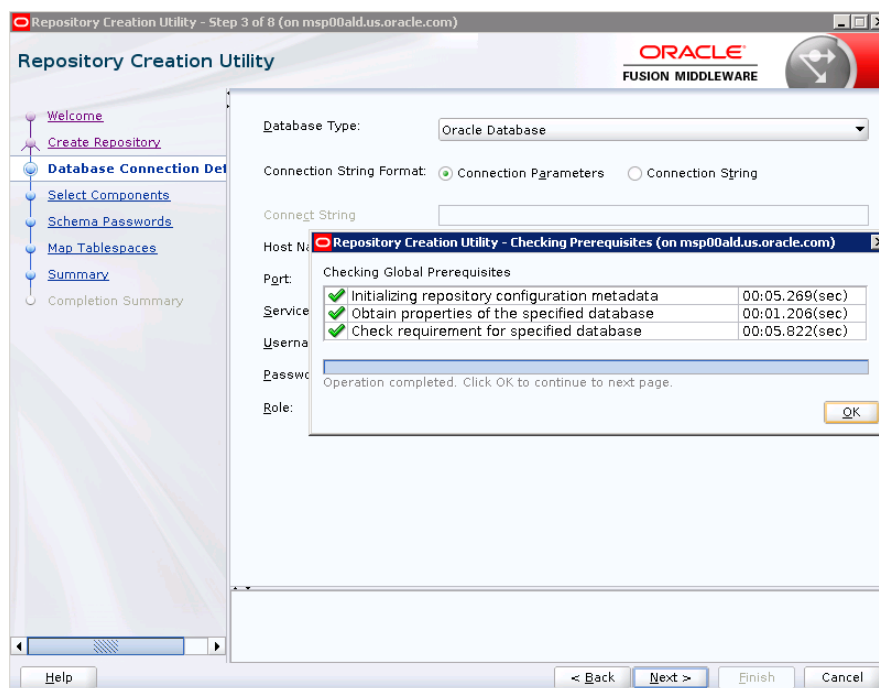 Repository Creation Utility - Step 3 of 8 (on msp00ald.us.oracle.com)
Repository Creation Utility
ORACLE
FUSION MIDDLEWARE
Welcome
Create Repository
Database Connection Det
Select Components
Schema Passwords
Map Tablespaces
Summary
Completion Summary
Database Type: Oracle Database
Connection String Format: Connection Parameters Connection String
Connect String
Host Na
Port:
Service
Userna
Passwo
Role:
Repository Creation Utility - Checking Prerequisites (on msp00ald.us.oracle.com)
Checking Global Prerequisites
Initializing repository configuration metadata 00:05.269(sec)
Obtain properties of the specified database 00:01.206(sec)
Check requirement for specified database 00:05.822(sec)
Operation completed. Click OK to continue to next page.
OK
Help < Back Next > Finish Cancel